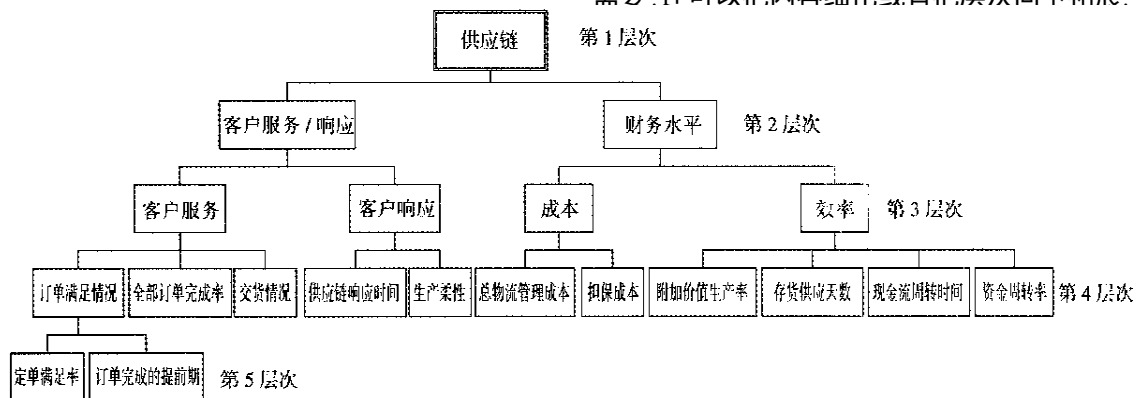 供应链 第1层次
客户服务/响应 财务水平 第2层次
客户服务 客户响应 成本 效率 第3层次
订单满足情况 全部订单完成率 交货情况 供应链响应时间 生产柔性 总物流管理成本 担保成本 附加价值生产率 存货供应天数 现金流周转时间 资金周转率 第4层次
定单满足率 订单完成的提前期 第5层次